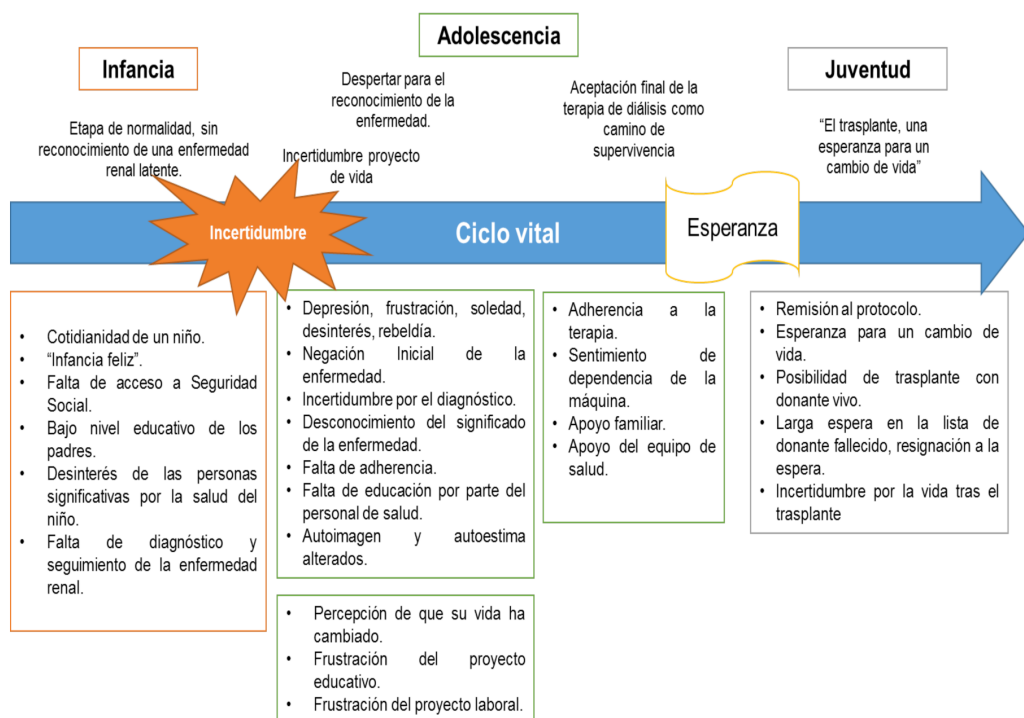 Adolescencia
Infancia
Juventud
Etapa de normalidad, sin
reconocimiento de una enfermedad
renal latente.
Despertar para el
reconocimiento de la
enfermedad.
Incertidumbre proyecto
de vida
Aceptación final de la
terapia de diálisis como
camino de
supervivencia
“El trasplante, una
esperanza para un
cambio de vida”
Incertidumbre
Ciclo vital
Esperanza
• Cotidianidad de un niño.
• “Infancia feliz”.
• Falta de acceso a Seguridad
Social.
• Bajo nivel educativo de los
padres.
• Desinterés de las personas
significativas por la salud del
niño.
• Falta de diagnóstico y
seguimiento de la enfermedad
renal.
• Depresión, frustración, soledad,
desinterés, rebeldía.
• Negación Inicial de la
enfermedad.
• Incertidumbre por el diagnóstico.
• Desconocimiento del significado
de la enfermedad.
• Falta de adherencia.
• Falta de educación por parte del
personal de salud.
• Autoimagen y autoestima
alterados.
• Percepción de que su vida ha
cambiado.
• Frustración del proyecto
educativo.
• Frustración del proyecto laboral.
• Adherencia a la
terapia.
• Sentimiento de
dependencia de la
máquina.
• Apoyo familiar.
• Apoyo del equipo de
salud.
• Remisión al protocolo.
• Esperanza para un cambio de
vida.
• Posibilidad de trasplante con
donante vivo.
• Larga espera en la lista de
donante fallecido, resignación a la
espera.
• Incertidumbre por la vida tras el
trasplante